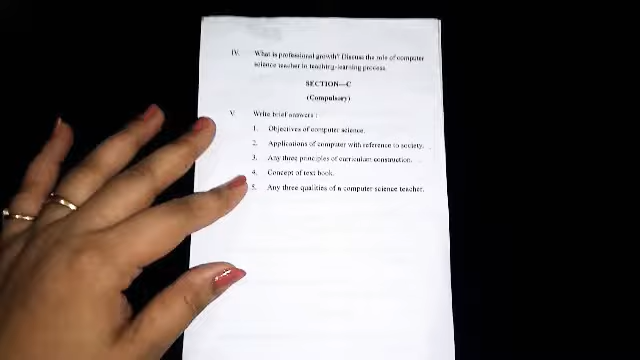 IV. What is professional growth? Discuss the role of computer
science teacher in teaching-learning process.
SECTION—C
(Compulsory)
V. Write brief answers :
1. Objectives of computer science.
2. Applications of computer with reference to society.
3. Any three principles of curriculum construction.
4. Concept of text book.
5. Any three qualities of a computer science teacher.